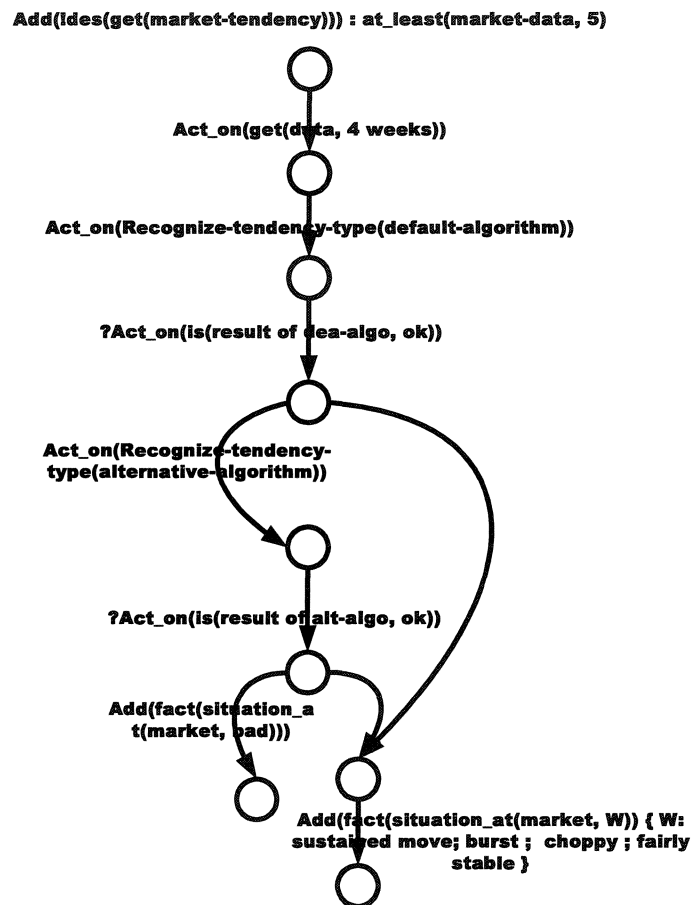 Add(ides(get(market-tendency))) : at_least(market-data, 5)
Act_on(get(data, 4 weeks))
Act_on(Recognize-tendency-type(default-algorithm))
?Act_on(is(result of dea-algo, ok))
Act_on(Recognize-tendency-
type(alternative-algorithm))
?Act_on(is(result of alt-algo, ok))
Add(fact(situation_a
t(market, bad)))
Add(fact(situation_at(market, W)) { W:
sustained move; burst ; choppy ; fairly
stable }